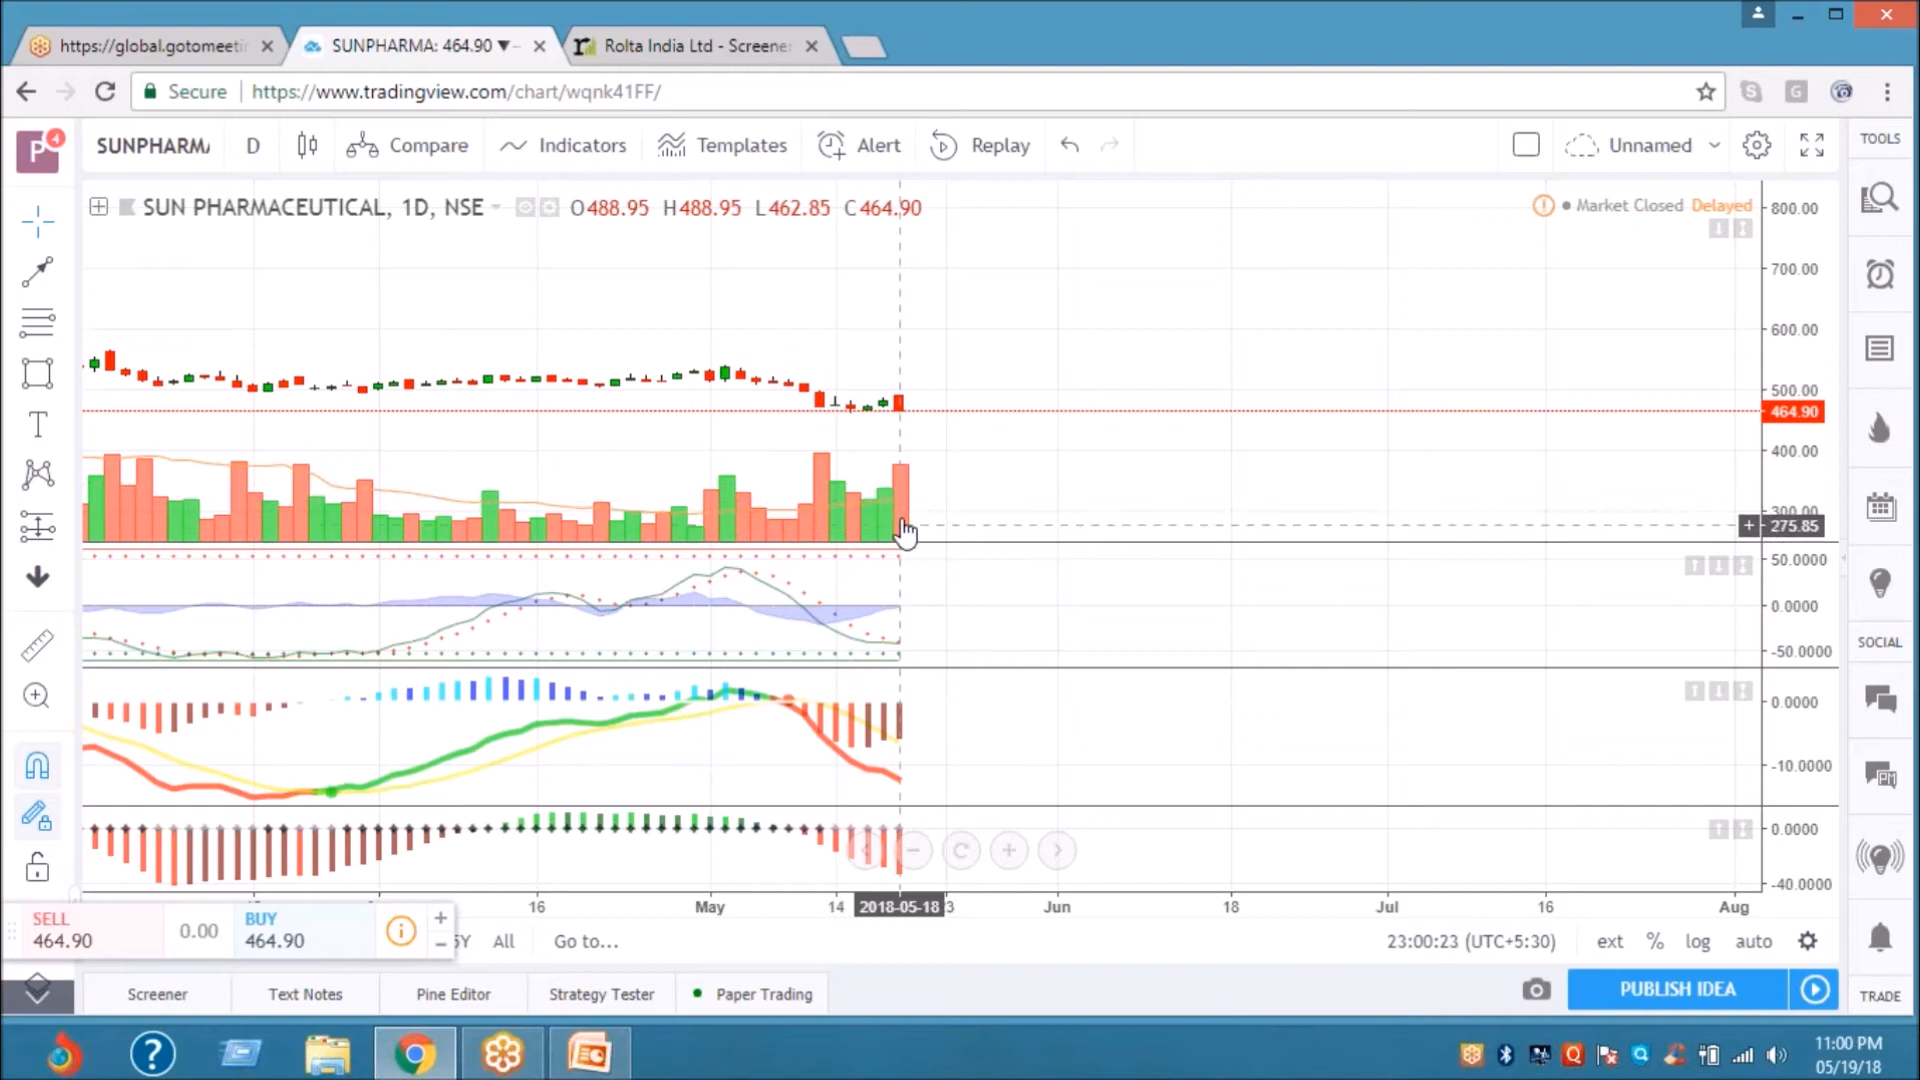 https://global.gotomeeti
SUNPHARMA: 464.90 ▼ -
Rolta India Ltd - Screene
Secure
https://www.tradingview.com/chart/wqnk41FF/
P
4
SUNPHARMA
D
Compare
Indicators
Templates
Alert
Replay
Unnamed
TOOLS
SUN PHARMACEUTICAL, 1D, NSE
O488.95 H488.95 L462.85 C464.90
Market Closed Delayed
800.00
700.00
600.00
500.00
464.90
400.00
300.00
275.85
50.0000
0.0000
-50.0000
SOCIAL
0.0000
-10.0000
0.0000
-40.0000
16
May
14
2018-05-18
3
Jun
18
Jul
16
Aug
SELL
464.90
0.00
BUY
464.90
5Y
All
Go to...
23:00:23 (UTC+5:30)
ext
%
log
auto
Screener
Text Notes
Pine Editor
Strategy Tester
Paper Trading
PUBLISH IDEA
TRADE
11:00 PM
05/19/18